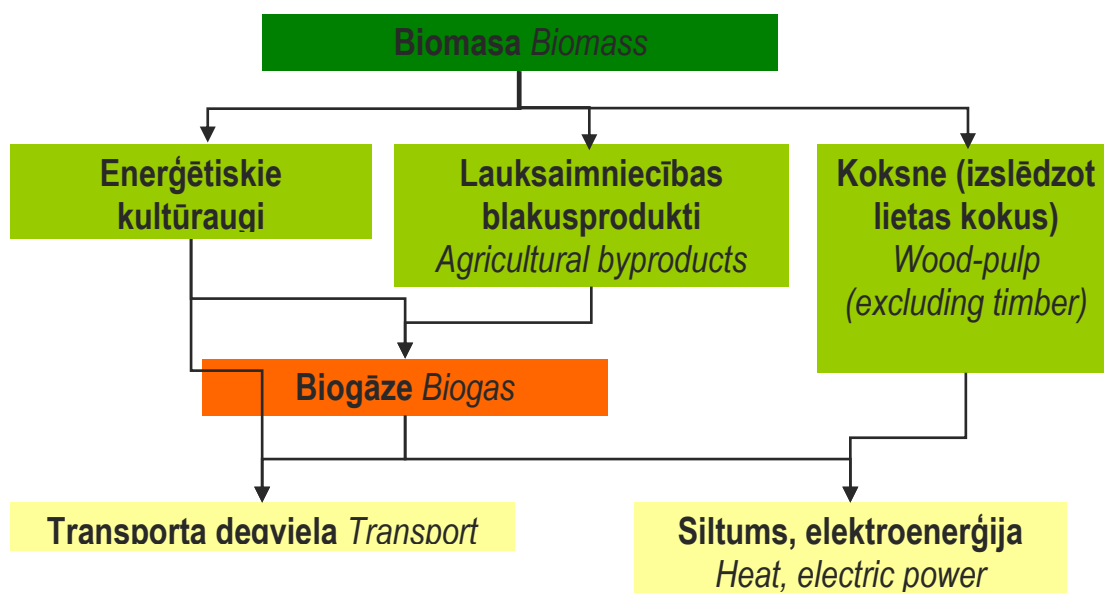 Biomasa Biomass
Enerģētiskie
kultūraugi
Lauksaimniecības
blakusprodukti
Agricultural byproducts
Koksne (izslēdzot
lietas kokus)
Wood-pulp
(excluding timber)
Biogāze Biogas
Transporta degviela Transport
Siltums, elektroenerģija
Heat, electric power